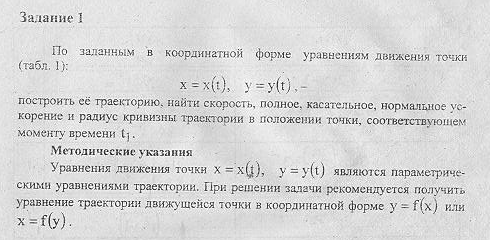 Задание 1
По заданным в координатной форме уравнениям движения точки
(табл. 1):
x = x(t), y = y(t) , –
построить её траекторию, найти скорость, полное, касательное, нормальное ус-
корение и радиус кривизны траектории в положении точки, соответствующем
моменту времени t₁.
Методические указания
Уравнения движения точки x = x(t), y = y(t) являются параметриче-
скими уравнениями траектории. При решении задачи рекомендуется получить
уравнение траектории движущейся точки в координатной форме y = f(x) или
x = f(y).